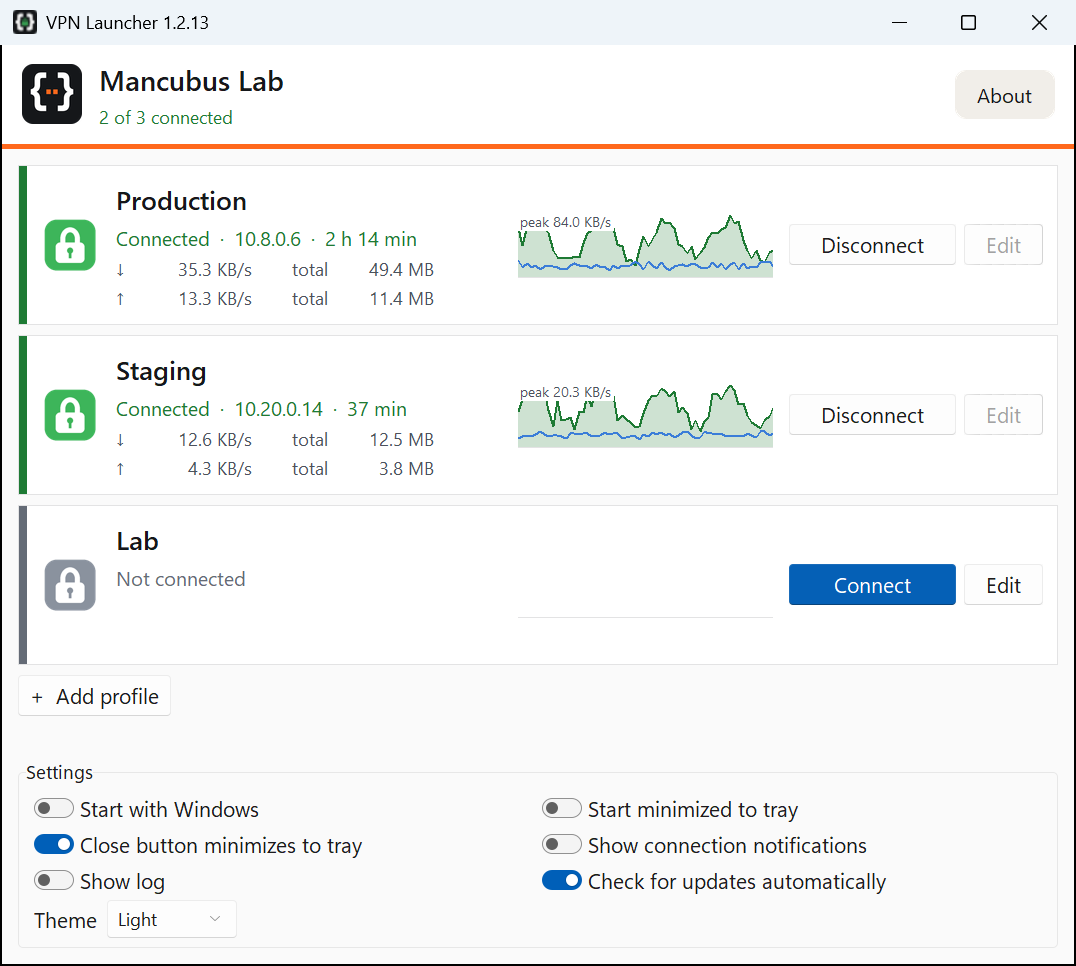 VPN Launcher 1.2.13
Mancubus Lab
2 of 3 connected
About
Production
Connected · 10.8.0.6 · 2 h 14 min
↓ 35.3 KB/s total 49.4 MB
↑ 13.3 KB/s total 11.4 MB
peak 84.0 KB/s
Disconnect
Edit
Staging
Connected · 10.20.0.14 · 37 min
↓ 12.6 KB/s total 12.5 MB
↑ 4.3 KB/s total 3.8 MB
peak 20.3 KB/s
Disconnect
Edit
Lab
Not connected
Connect
Edit
+ Add profile
Settings
Start with Windows
Start minimized to tray
Close button minimizes to tray
Show connection notifications
Show log
Check for updates automatically
Theme Light